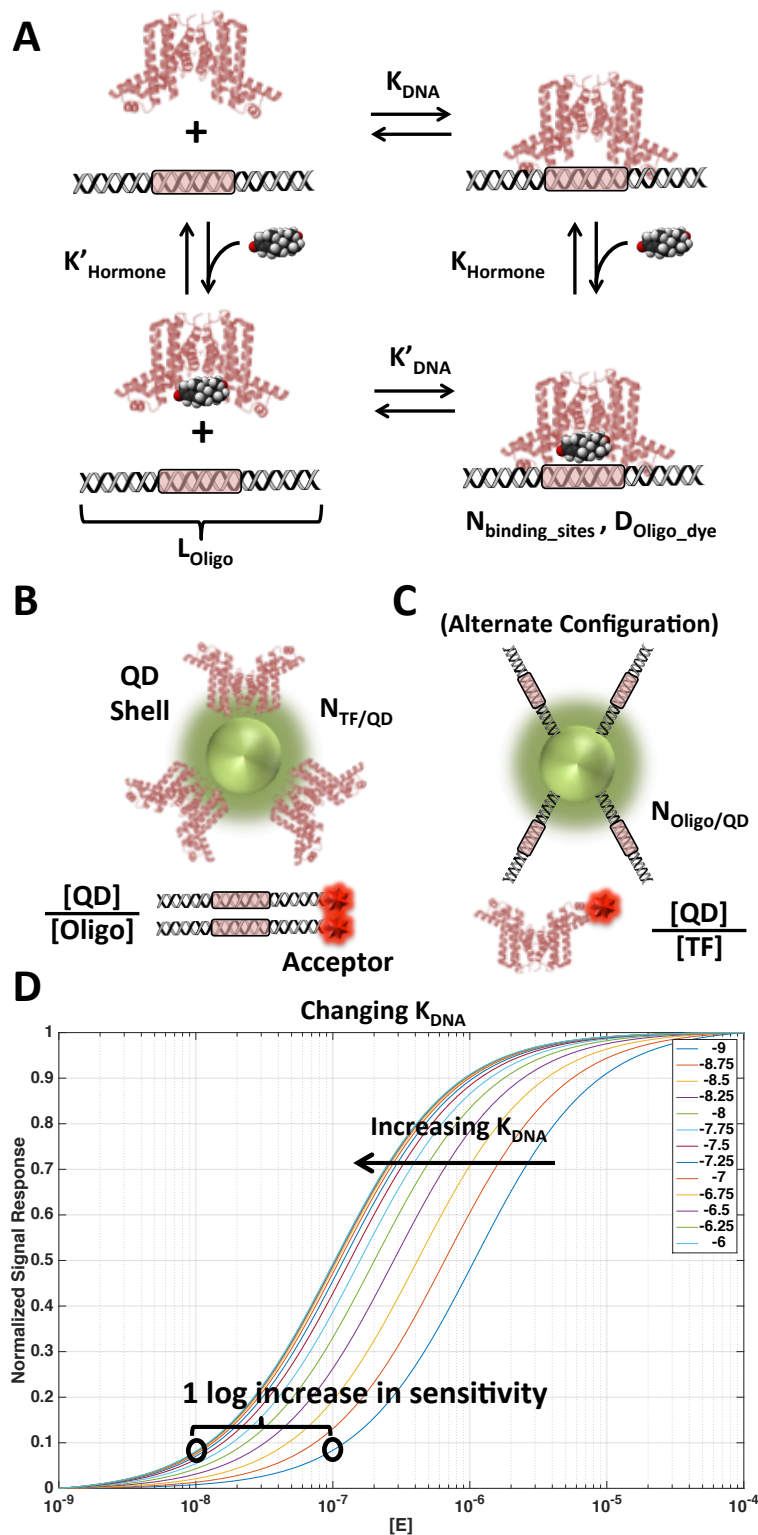 A
K_DNA
+
K'_Hormone
K_Hormone
K'_DNA
+
L_Oligo
N_binding_sites , D_Oligo_dye
B
QD
Shell
N_TF/QD
[QD]
[Oligo]
Acceptor
C
(Alternate Configuration)
N_Oligo/QD
[QD]
[TF]
D
Changing K_DNA
1
0.9
0.8
0.7
0.6
0.5
0.4
0.3
0.2
0.1
0
Normalized Signal Response
Increasing K_DNA
1 log increase in sensitivity
-9
-8.75
-8.5
-8.25
-8
-7.75
-7.5
-7.25
-7
-6.75
-6.5
-6.25
-6
10^-9
10^-8
10^-7
10^-6
10^-5
10^-4
[E]